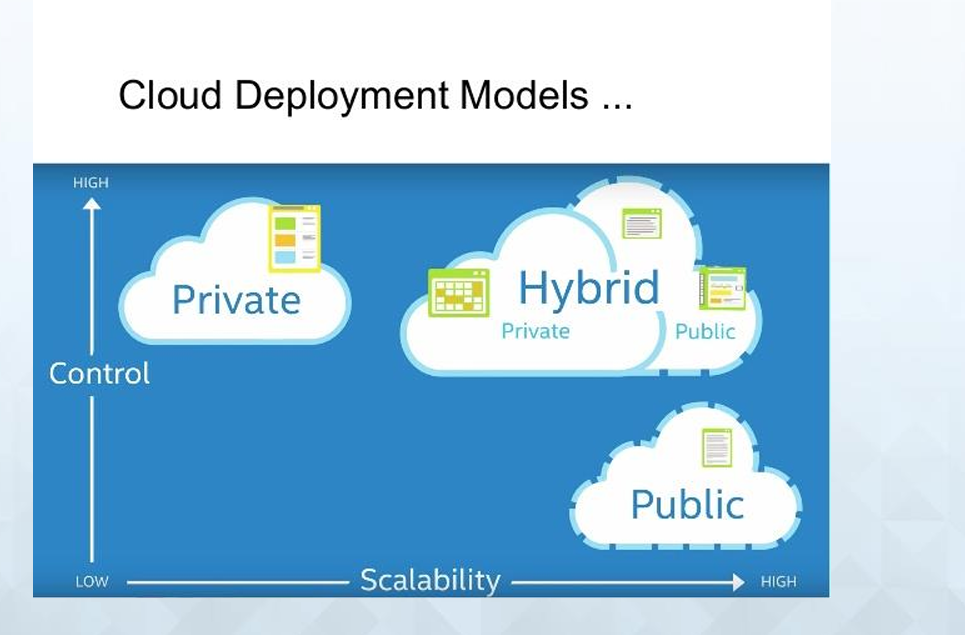 Cloud Deployment Models ...
HIGH
Private
Hybrid
Private
Public
Control
Public
LOW
Scalability
HIGH